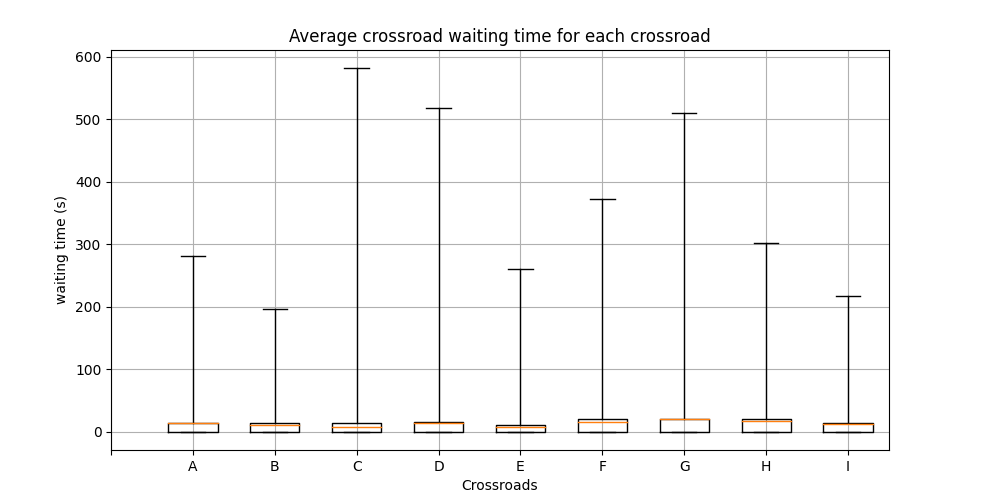 Average crossroad waiting time for each crossroad
600
500
400
300
200
100
0
waiting time (s)
A B C D E F G H I
Crossroads